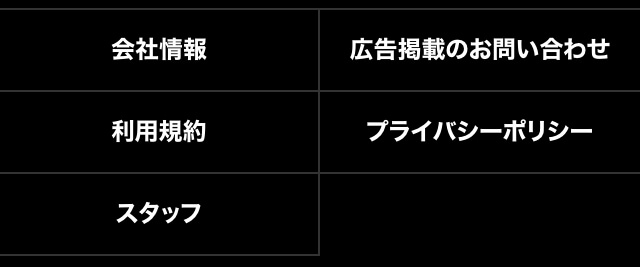 会社情報
広告掲載のお問い合わせ
利用規約
プライバシーポリシー
スタッフ